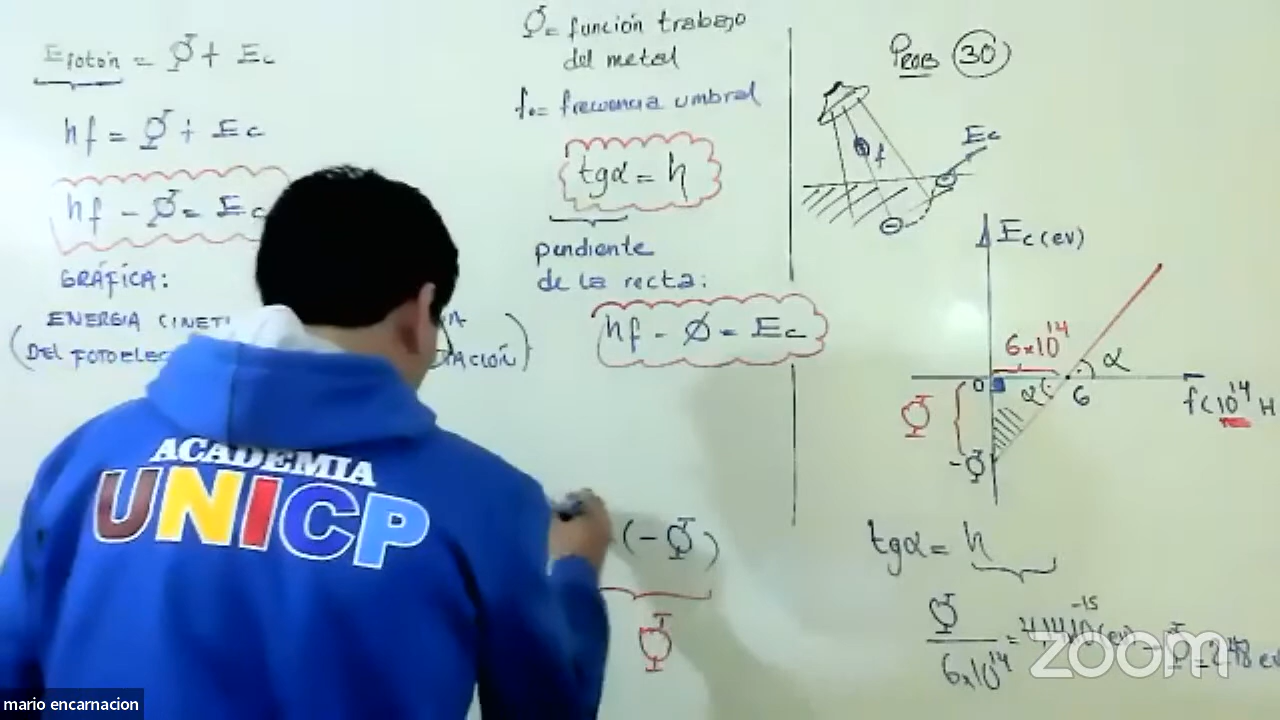 Efotón = Φ + Ec
hf = Φ + Ec
hf - Φ = Ec
GRÁFICA:
ENERGIA CINETI
(DEL FOTOELEC
TACIÓN)
Φ = función trabajo
del metal
f₀ = frecuencia umbral
tgα = h
pendiente
de la recta:
hf - Φ = Ec
(-Φ)
Φ
PROB 30
f
Ec
Ec(ev)
6x10¹⁴
α
0
α
6
f(10¹⁴ H
Φ
-Φ
tgα = h
Φ
6x10¹⁴
ACADEMIA
UNICP
zoom
mario encarnacion